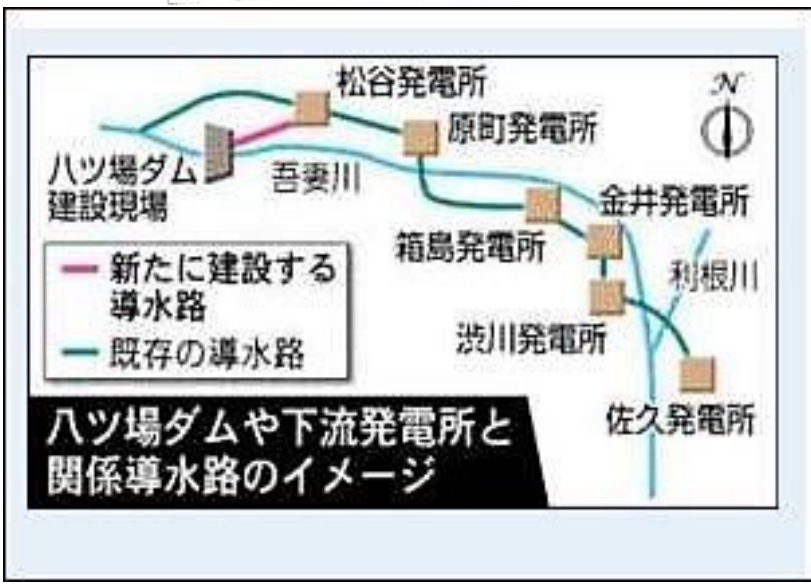 松谷発電所
原町発電所
N
八ツ場ダム
建設現場
吾妻川
金井発電所
箱島発電所
利根川
新たに建設する
導水路
渋川発電所
既存の導水路
佐久発電所
八ツ場ダムや下流発電所と
関係導水路のイメージ